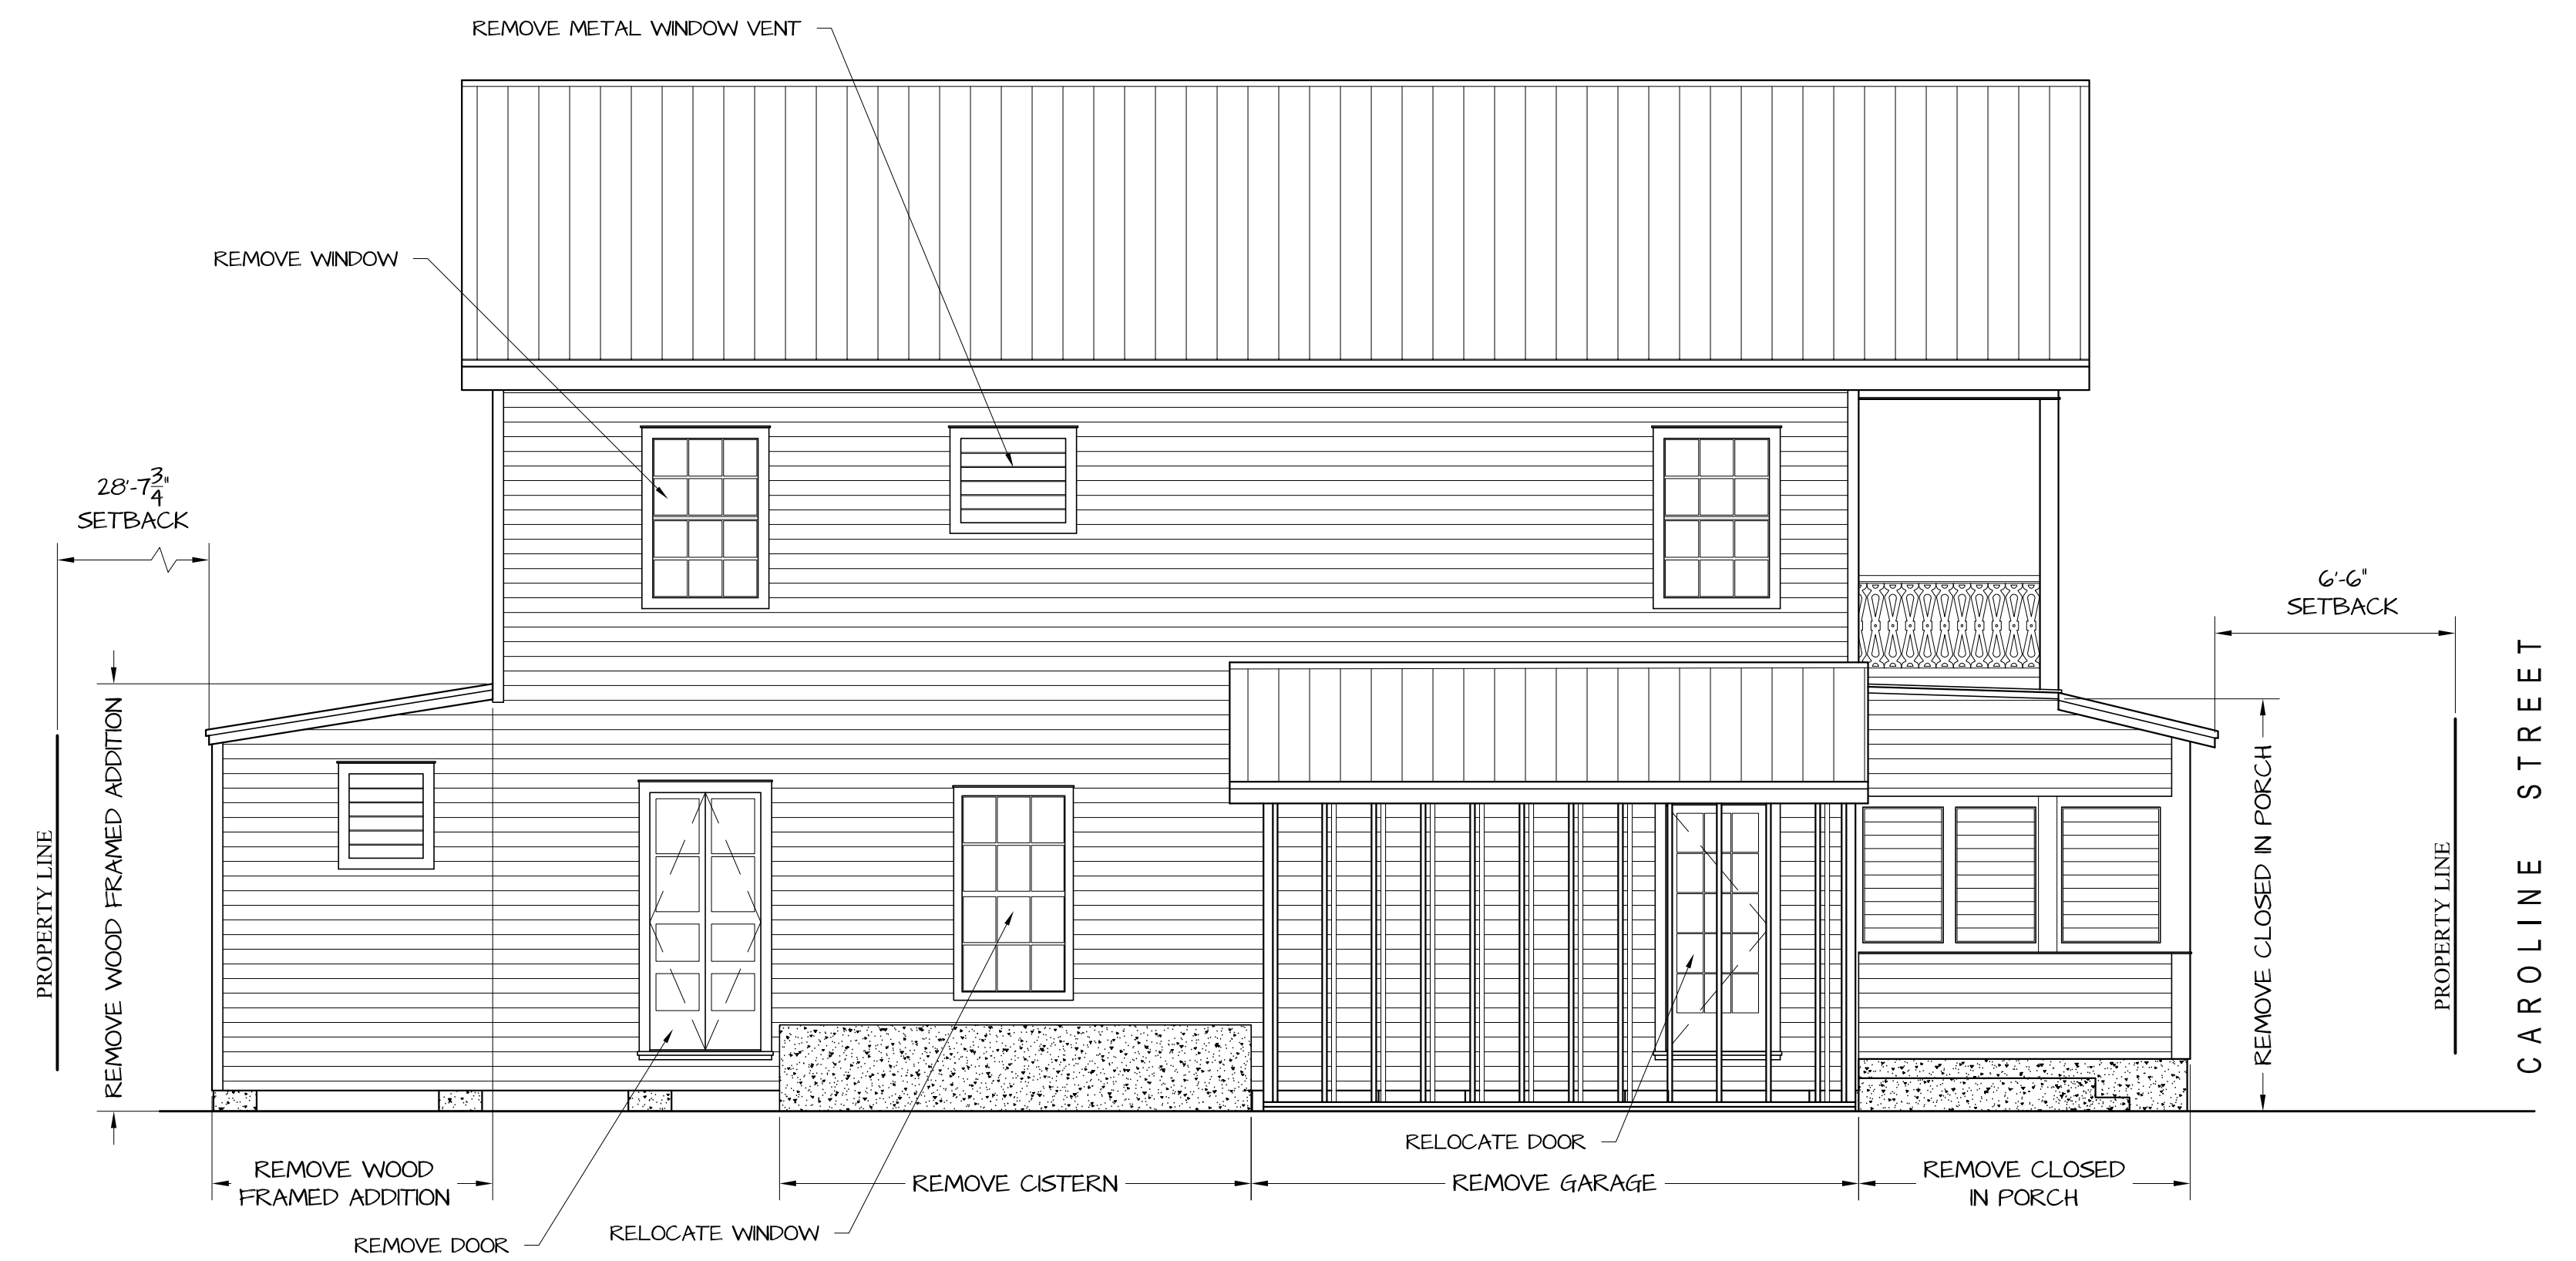 REMOVE METAL WINDOW VENT
REMOVE WINDOW
28'-7 3/4"
SETBACK
6'-6"
SETBACK
PROPERTY LINE
REMOVE WOOD FRAMED ADDITION
REMOVE CLOSED IN PORCH
PROPERTY LINE
CAROLINE STREET
RELOCATE DOOR
REMOVE WOOD
FRAMED ADDITION
REMOVE CISTERN
REMOVE GARAGE
REMOVE CLOSED
IN PORCH
REMOVE DOOR
RELOCATE WINDOW